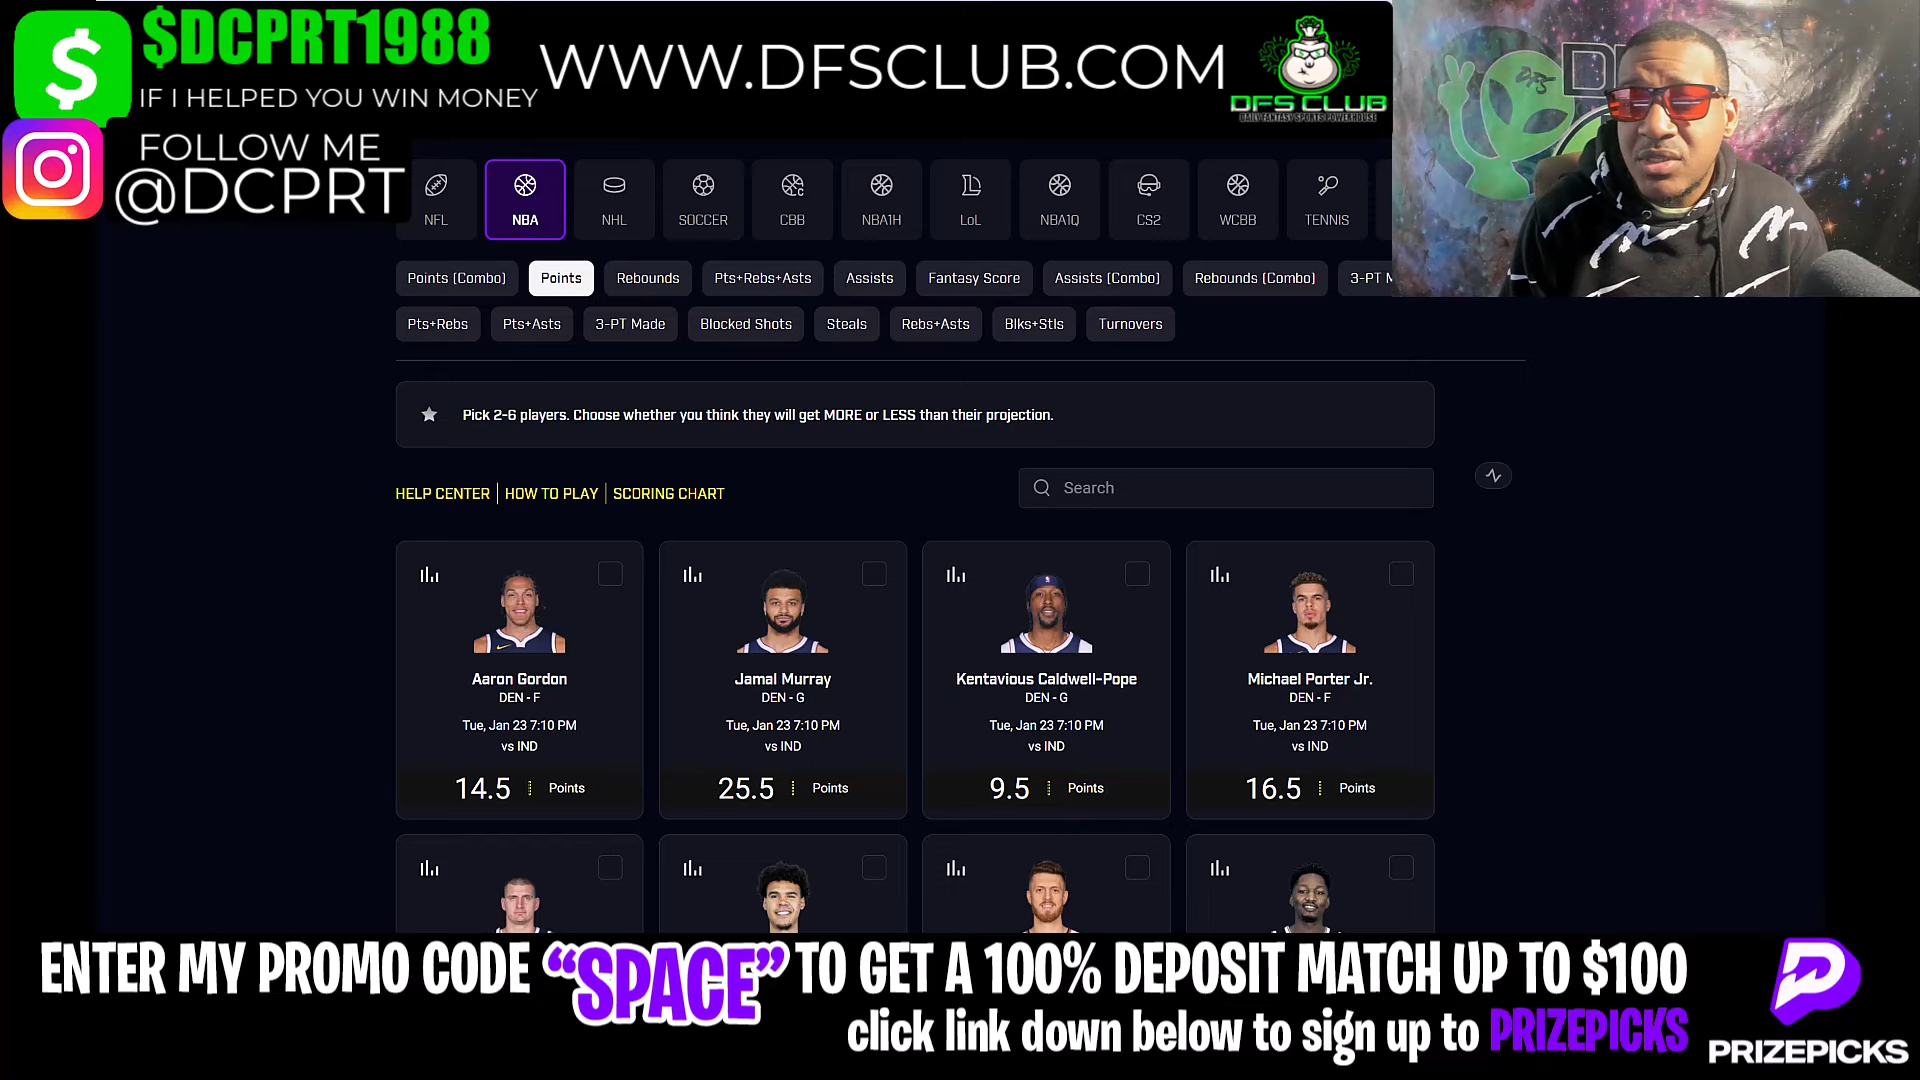 $DCPRT1988
IF I HELPED YOU WIN MONEY
WWW.DFSCLUB.COM
DFS CLUB
DAILY FANTASY SPORTS POWERHOUSE
FOLLOW ME
@DCPRT
NFL
NBA
NHL
SOCCER
CBB
NBA1H
LoL
NBA1Q
CS2
WCBB
TENNIS
Points (Combo)
Points
Rebounds
Pts+Rebs+Asts
Assists
Fantasy Score
Assists (Combo)
Rebounds (Combo)
3-PT M
Pts+Rebs
Pts+Asts
3-PT Made
Blocked Shots
Steals
Rebs+Asts
Blks+Stls
Turnovers
Pick 2-6 players. Choose whether you think they will get MORE or LESS than their projection.
HELP CENTER
HOW TO PLAY
SCORING CHART
Search
Aaron Gordon
DEN - F
Tue, Jan 23 7:10 PM
vs IND
14.5 Points
Jamal Murray
DEN - G
Tue, Jan 23 7:10 PM
vs IND
25.5 Points
Kentavious Caldwell-Pope
DEN - G
Tue, Jan 23 7:10 PM
vs IND
9.5 Points
Michael Porter Jr.
DEN - F
Tue, Jan 23 7:10 PM
vs IND
16.5 Points
ENTER MY PROMO CODE “SPACE” TO GET A 100% DEPOSIT MATCH UP TO $100
click link down below to sign up to PRIZEPICKS
PRIZEPICKS